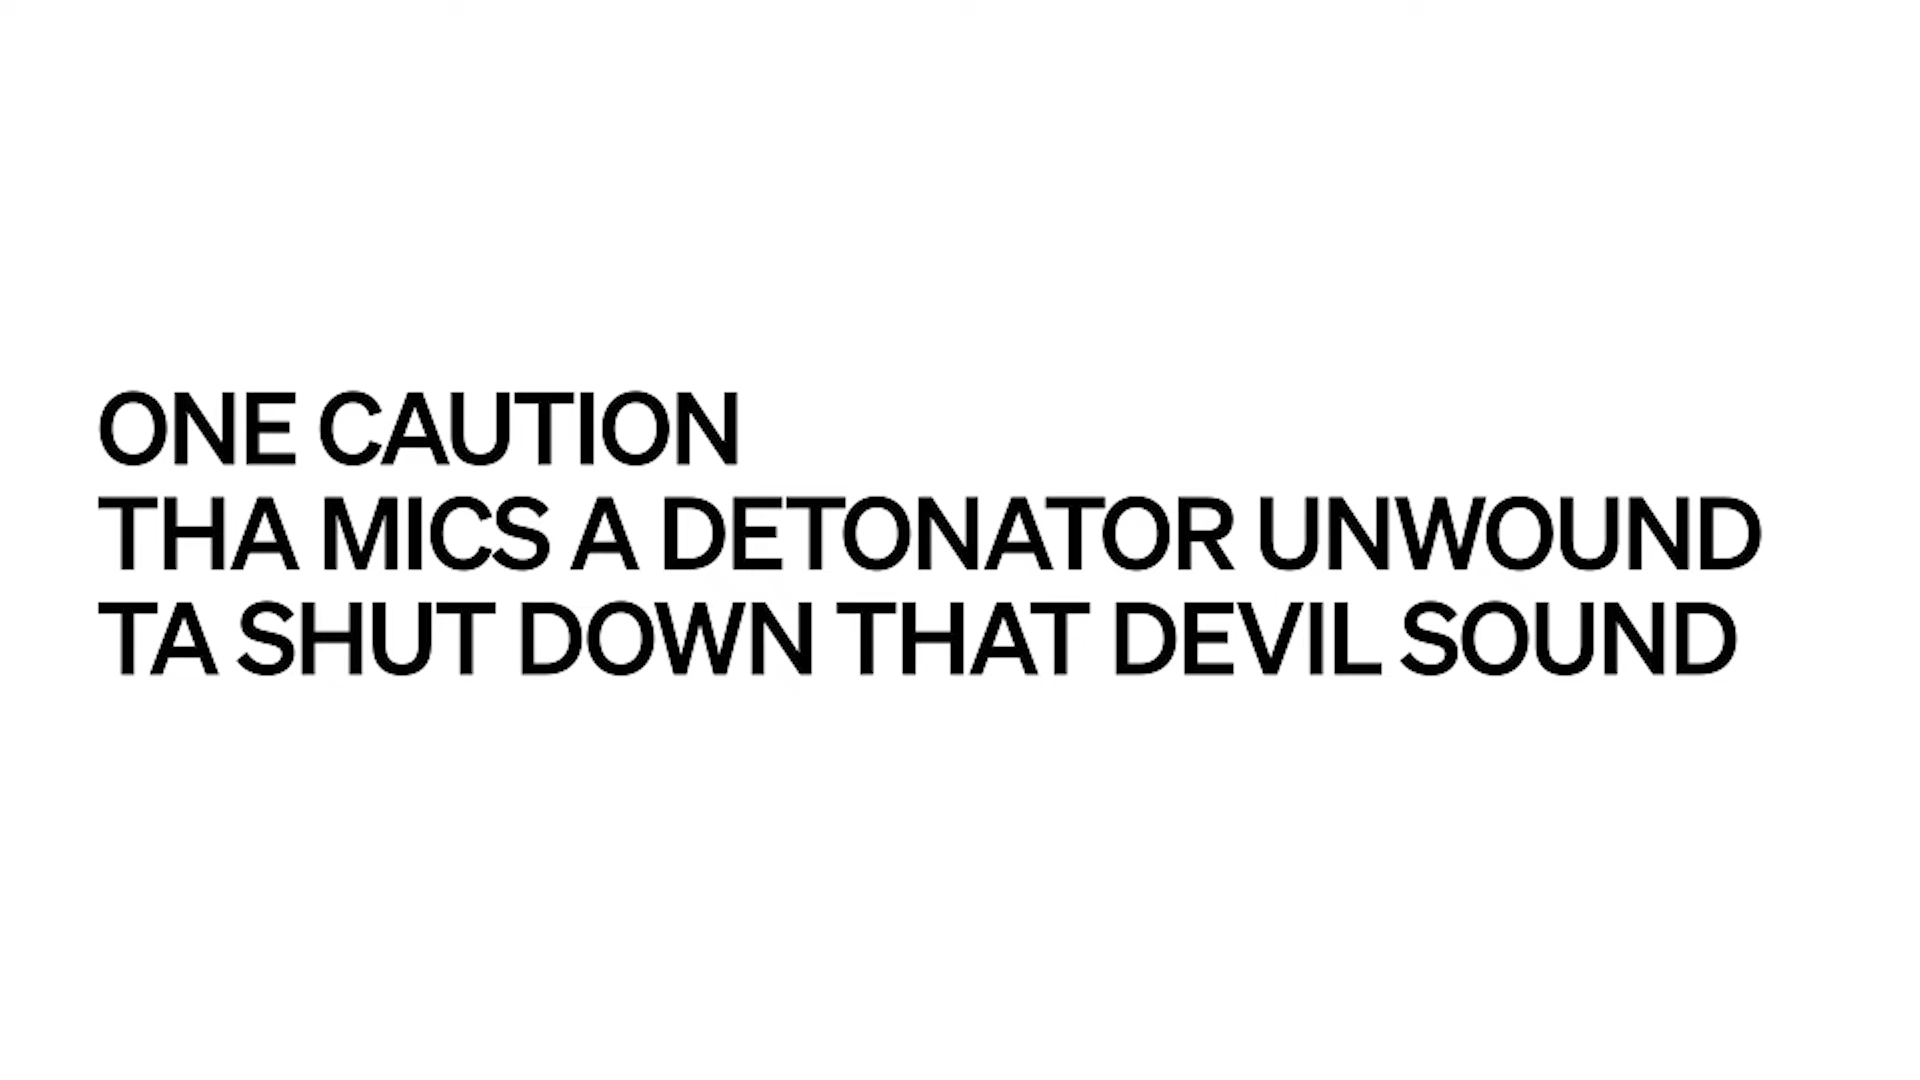 ONE CAUTION
THA MICS A DETONATOR UNWOUND
TA SHUT DOWN THAT DEVIL SOUND